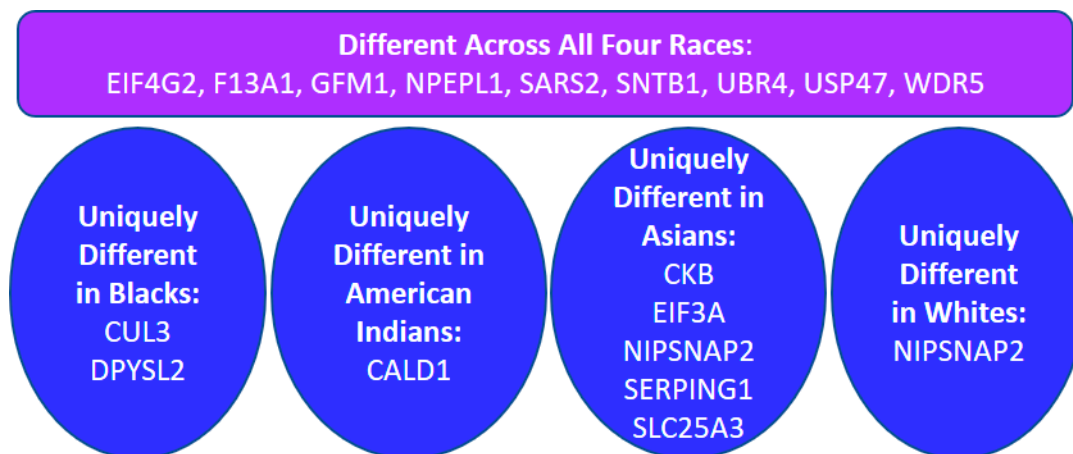 Different Across All Four Races:
EIF4G2, F13A1, GFM1, NPEPL1, SARS2, SNTB1, UBR4, USP47, WDR5
Uniquely
Different
in Blacks:
CUL3
DPYSL2
Uniquely
Different in
American
Indians:
CALD1
Uniquely
Different in
Asians:
CKB
EIF3A
NIPSNAP2
SERPING1
SLC25A3
Uniquely
Different
in Whites:
NIPSNAP2